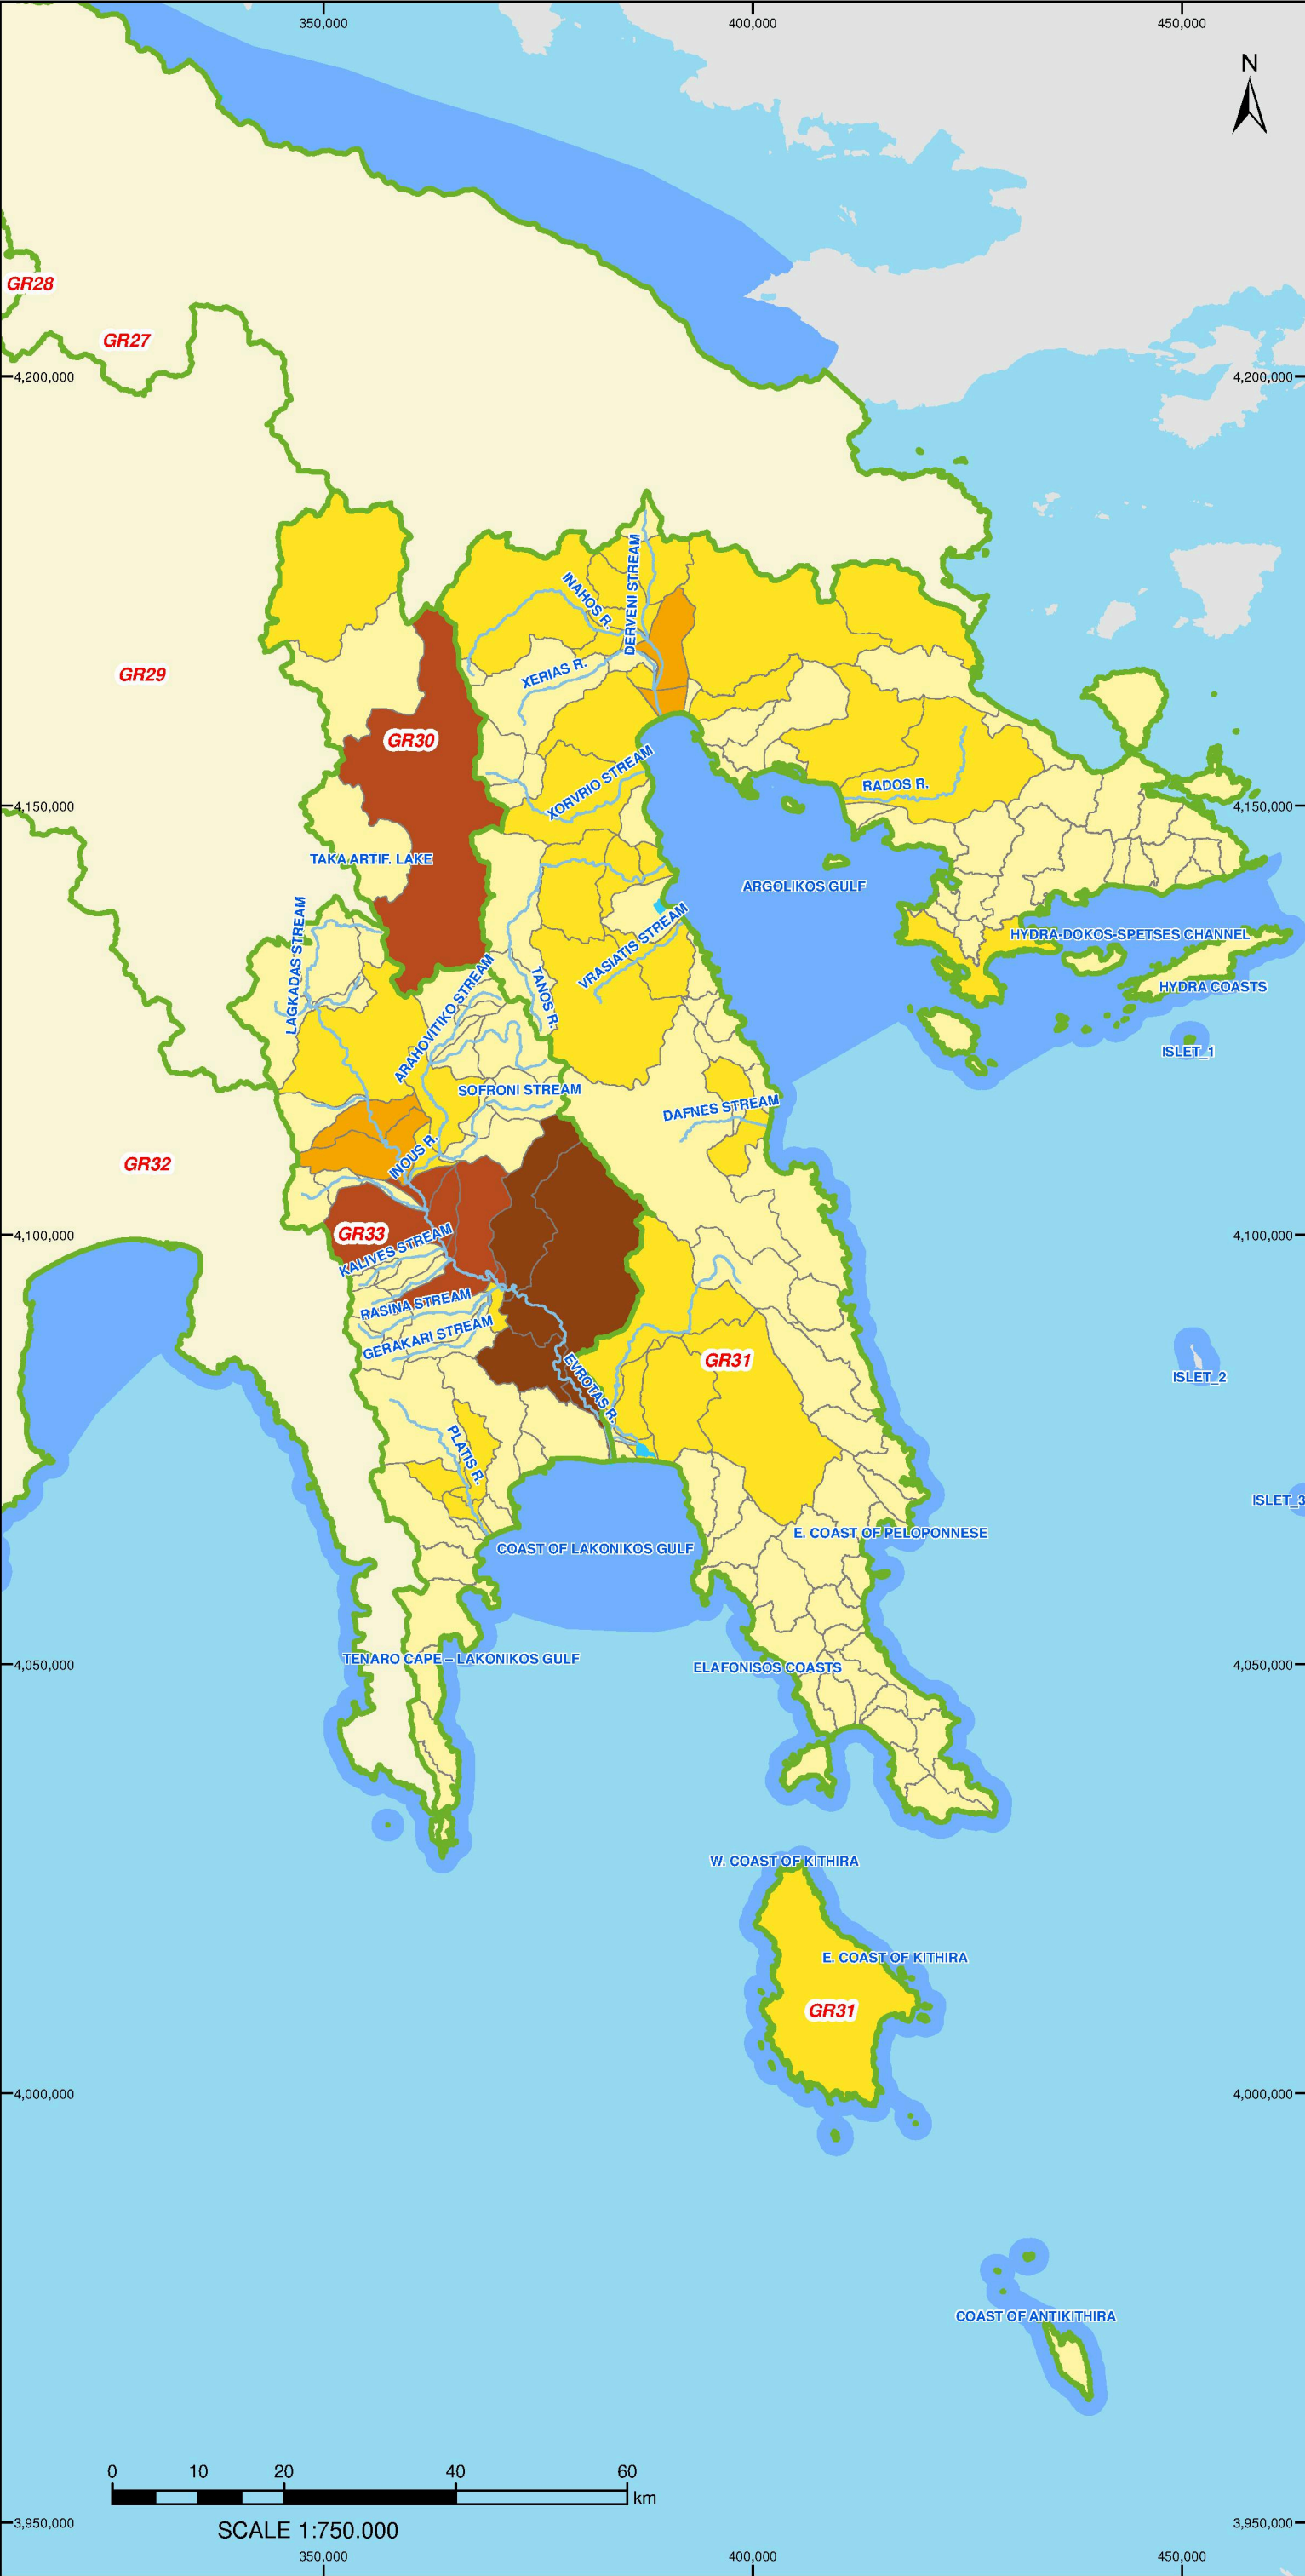 350,000
400,000
450,000
N
GR28
GR27
4,200,000
4,200,000
INAHOS R.
DERVENI STREAM
XERIAS R.
GR29
GR30
XORVRIO STREAM
RADOS R.
4,150,000
4,150,000
TAKA ARTIF. LAKE
ARGOLIKOS GULF
LAGKADAS STREAM
VRASIATIS STREAM
HYDRA-DOKOS-SPETSES CHANNEL
HYDRA COASTS
TANOS R.
ARAHOVITIKO STREAM
ISLET_1
SOFRONI STREAM
DAFNES STREAM
INOUS R.
GR32
GR33
4,100,000
4,100,000
KALIVES STREAM
RASINA STREAM
GERAKARI STREAM
EVROTAS R.
GR31
ISLET_2
PLATIS R.
ISLET_3
E. COAST OF PELOPONNESE
COAST OF LAKONIKOS GULF
TENARO CAPE – LAKONIKOS GULF
ELAFONISOS COASTS
4,050,000
4,050,000
W. COAST OF KITHIRA
E. COAST OF KITHIRA
GR31
4,000,000
4,000,000
COAST OF ANTIKITHIRA
0 10 20 40 60
km
SCALE 1:750.000
3,950,000
3,950,000
350,000
400,000
450,000